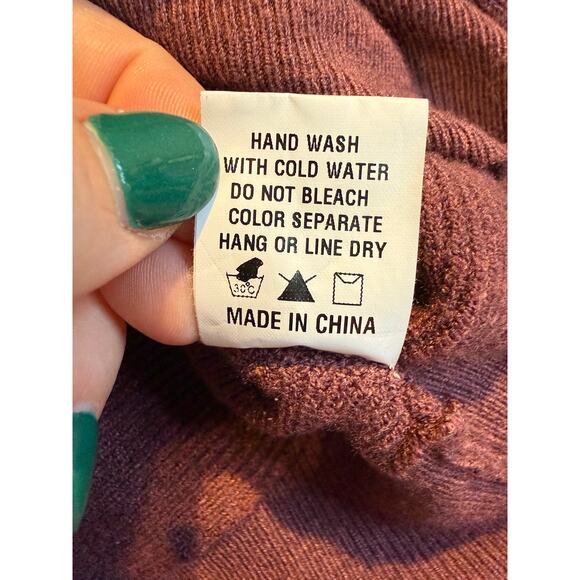 HAND WASH
WITH COLD WATER
DO NOT BLEACH
COLOR SEPARATE
HANG OR LINE DRY
30°C
MADE IN CHINA